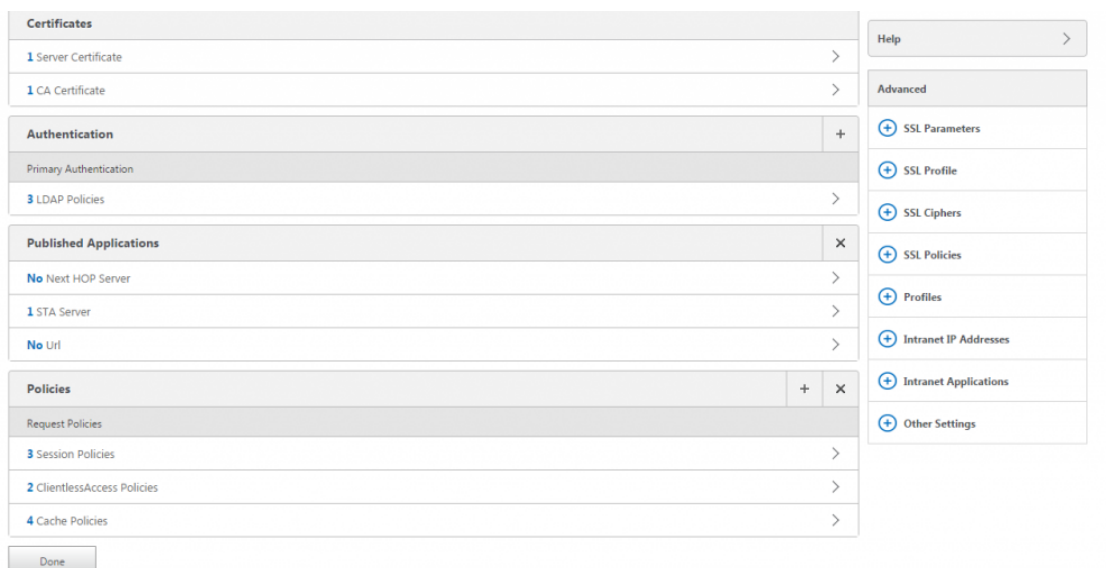 Certificates
1 Server Certificate
1 CA Certificate
Authentication
Primary Authentication
3 LDAP Policies
Published Applications
No Next HOP Server
1 STA Server
No Url
Policies
Request Policies
3 Session Policies
2 ClientlessAccess Policies
4 Cache Policies
Done
Help
Advanced
SSL Parameters
SSL Profile
SSL Ciphers
SSL Policies
Profiles
Intranet IP Addresses
Intranet Applications
Other Settings